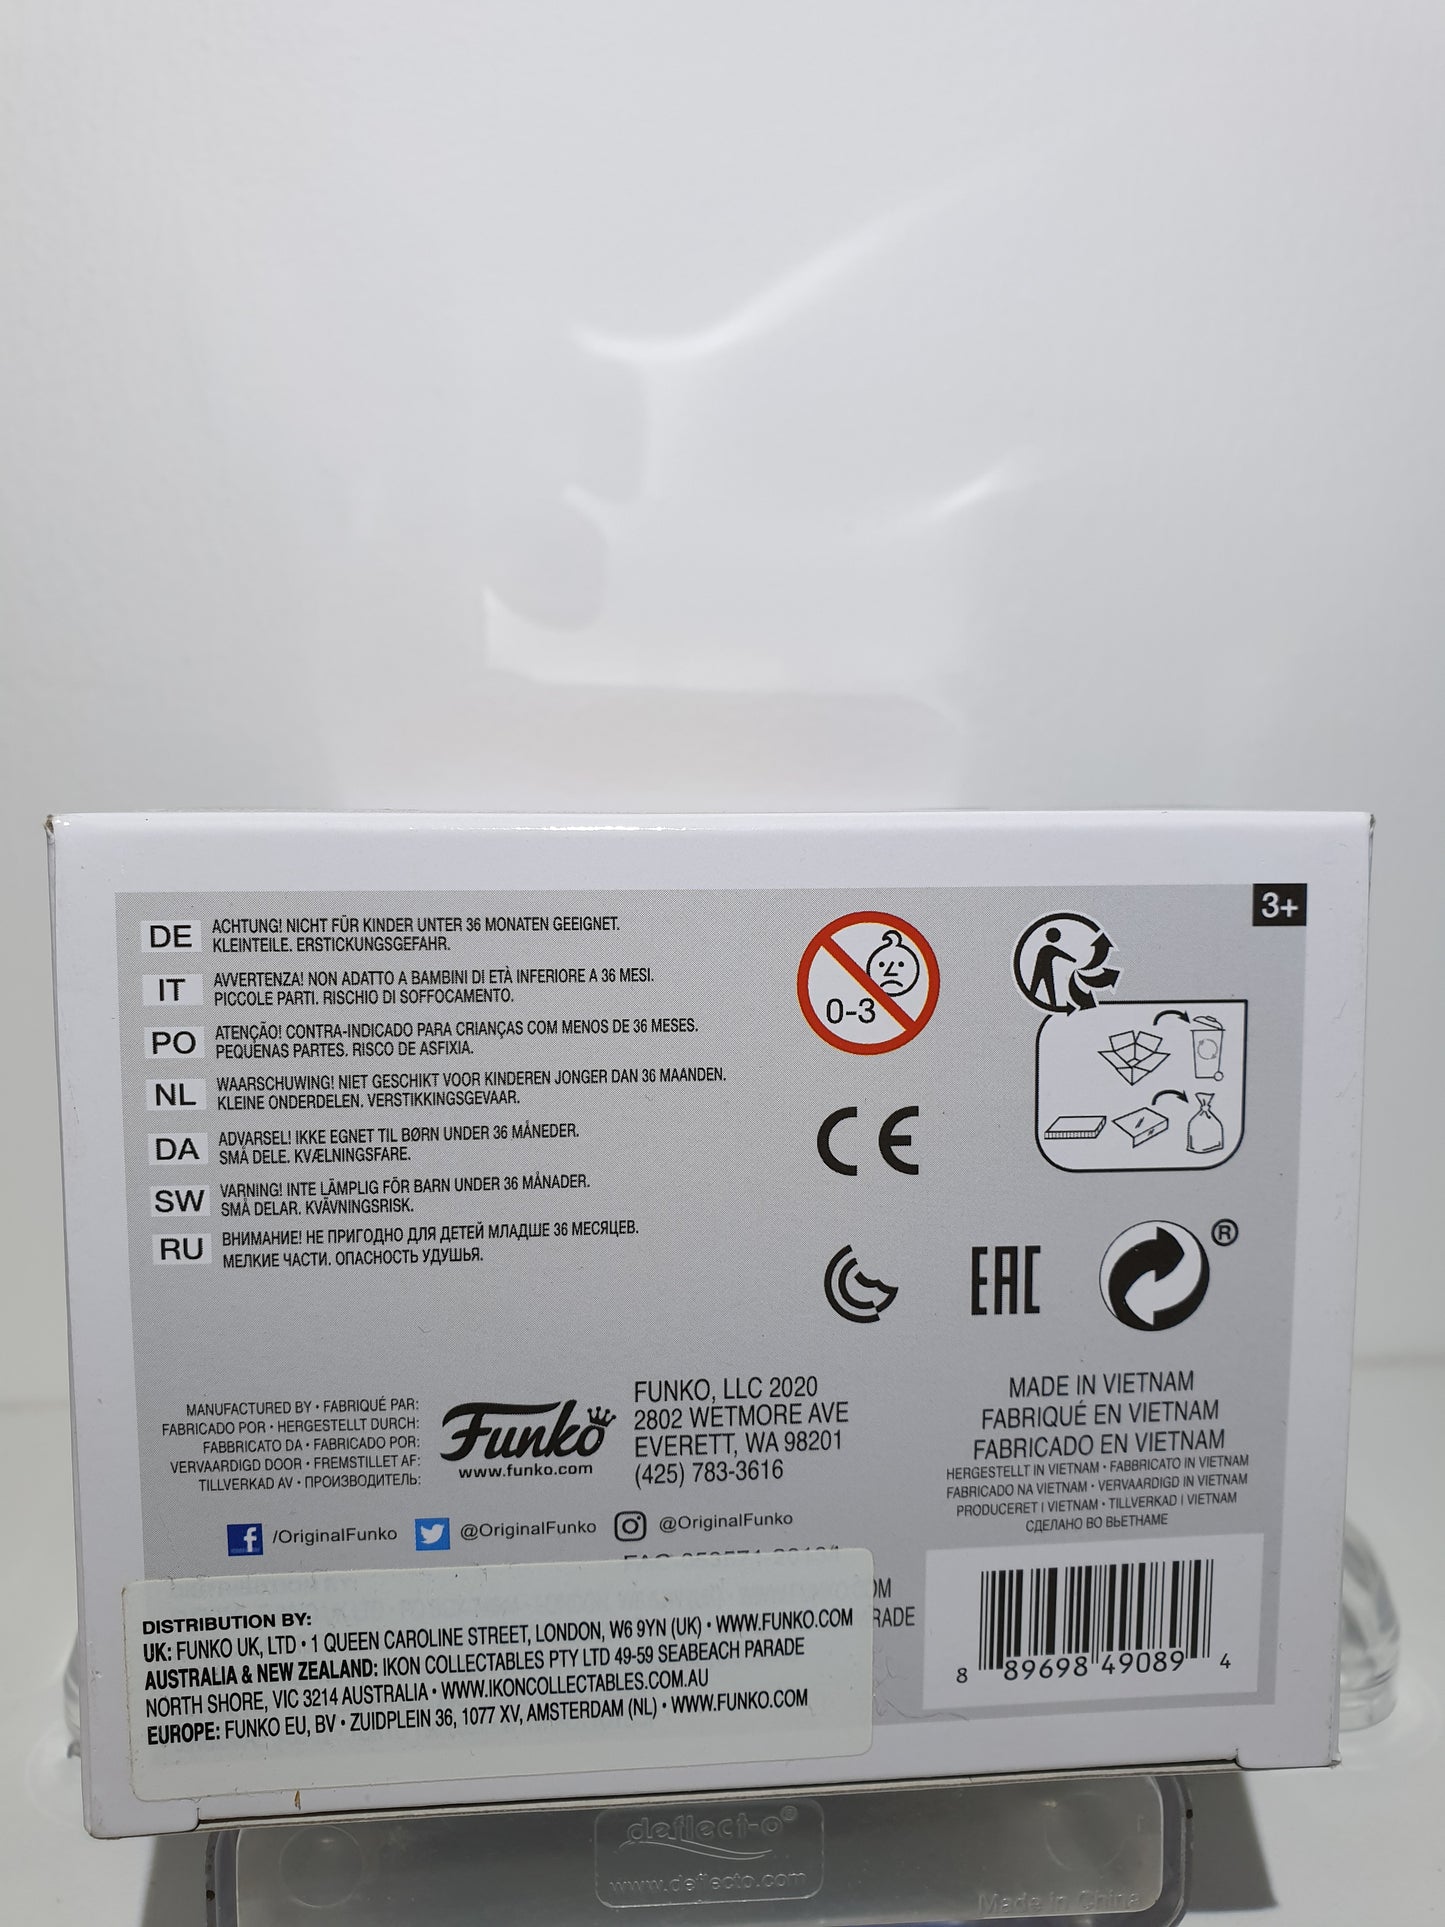 3+
DE ACHTUNG! NICHT FÜR KINDER UNTER 36 MONATEN GEEIGNET.
KLEINTEILE. ERSTICKUNGSGEFAHR.
IT AVVERTENZA! NON ADATTO A BAMBINI DI ETÀ INFERIORE A 36 MESI.
PICCOLE PARTI. RISCHIO DI SOFFOCAMENTO.
PO ATENÇÃO! CONTRA-INDICADO PARA CRIANÇAS COM MENOS DE 36 MESES.
PEQUENAS PARTES. RISCO DE ASFIXIA.
NL WAARSCHUWING! NIET GESCHIKT VOOR KINDEREN JONGER DAN 36 MAANDEN.
KLEINE ONDERDELEN. VERSTIKKINGSGEVAAR.
DA ADVARSEL! IKKE EGNET TIL BØRN UNDER 36 MÅNEDER.
SMÅ DELE. KVÆLNINGSFARE.
SW VARNING! INTE LÄMPLIG FÖR BARN UNDER 36 MÅNADER.
SMÅ DELAR. KVÄVNINGSRISK.
RU ВНИМАНИЕ! НЕ ПРИГОДНО ДЛЯ ДЕТЕЙ МЛАДШЕ 36 МЕСЯЦЕВ.
МЕЛКИЕ ЧАСТИ. ОПАСНОСТЬ УДУШЬЯ.
0-3
CE
EAC
®
MANUFACTURED BY • FABRIQUÉ PAR:
FABRICADO POR • HERGESTELLT DURCH:
FABBRICATO DA • FABRICADO POR:
VERVAARDIGD DOOR • FREMSTILLET AF:
TILLVERKAD AV • ПРОИЗВОДИТЕЛЬ:
Funko
www.funko.com
FUNKO, LLC 2020
2802 WETMORE AVE
EVERETT, WA 98201
(425) 783-3616
MADE IN VIETNAM
FABRIQUÉ EN VIETNAM
FABRICADO EN VIETNAM
HERGESTELLT IN VIETNAM • FABBRICATO IN VIETNAM
FABRICADO NA VIETNAM • VERVAARDIGD IN VIETNAM
PRODUCERET I VIETNAM • TILLVERKAD I VIETNAM
СДЕЛАНО ВО ВЬЕТНАМЕ
f /OriginalFunko @OriginalFunko @OriginalFunko
DISTRIBUTION BY:
UK: FUNKO UK, LTD • 1 QUEEN CAROLINE STREET, LONDON, W6 9YN (UK) • WWW.FUNKO.COM
AUSTRALIA & NEW ZEALAND: IKON COLLECTABLES PTY LTD 49-59 SEABEACH PARADE
NORTH SHORE, VIC 3214 AUSTRALIA • WWW.IKONCOLLECTABLES.COM.AU
EUROPE: FUNKO EU, BV • ZUIDPLEIN 36, 1077 XV, AMSTERDAM (NL) • WWW.FUNKO.COM
8 89698 49089 4
deflect-o®
www.deflecto.com
Made in China